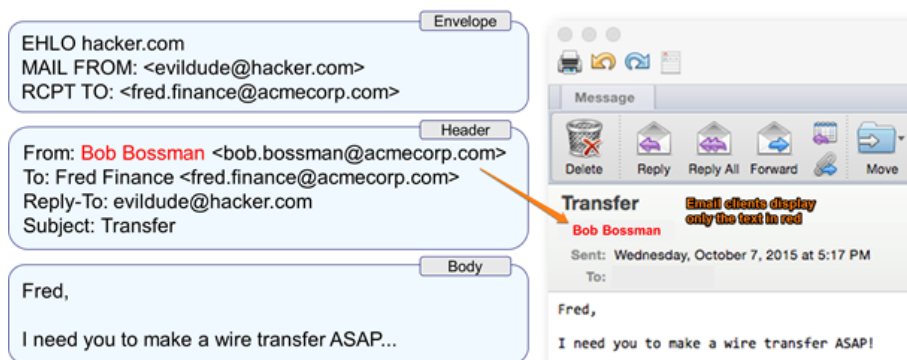 Envelope
EHLO hacker.com
MAIL FROM: <evildude@hacker.com>
RCPT TO: <fred.finance@acmecorp.com>
Header
From: Bob Bossman <bob.bossman@acmecorp.com>
To: Fred Finance <fred.finance@acmecorp.com>
Reply-To: evildude@hacker.com
Subject: Transfer
Body
Fred,
I need you to make a wire transfer ASAP...
Message
Delete Reply Reply All Forward Move
Transfer
Email clients display
only the text in red
Bob Bossman
Sent: Wednesday, October 7, 2015 at 5:17 PM
To:
Fred,
I need you to make a wire transfer ASAP!